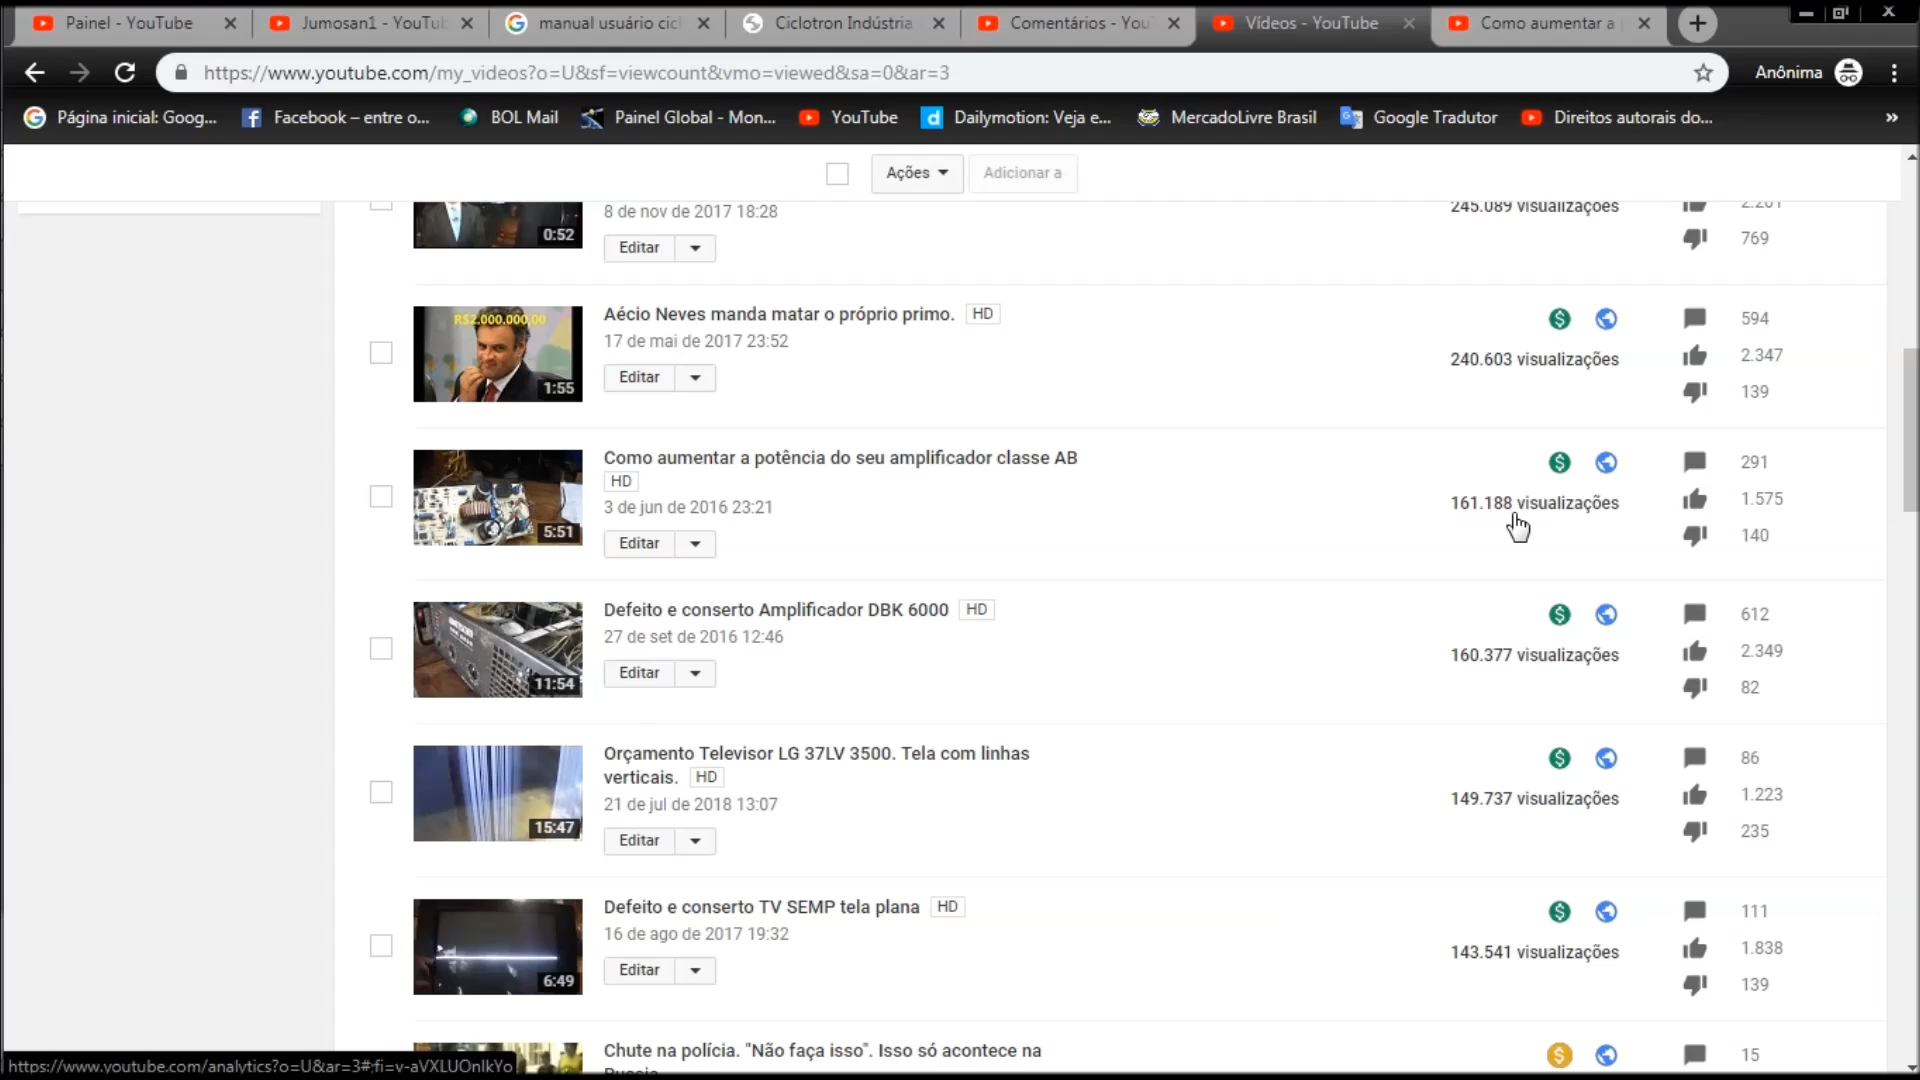 Painel - YouTube
Jumosan1 - YouTub
manual usuário cic
Ciclotron Indústria
Comentários - You
Vídeos - YouTube
Como aumentar a
https://www.youtube.com/my_videos?o=U&sf=viewcount&vmo=viewed&sa=0&ar=3
Anônima
Página inicial: Goog...
Facebook – entre o...
BOL Mail
Painel Global - Mon...
YouTube
Dailymotion: Veja e...
MercadoLivre Brasil
Google Tradutor
Direitos autorais do...
»
Ações
Adicionar a
0:52
8 de nov de 2017 18:28
Editar
245.089 visualizações
769
R$2.000.000,00
1:55
Aécio Neves manda matar o próprio primo. HD
17 de mai de 2017 23:52
Editar
240.603 visualizações
594
2.347
139
5:51
Como aumentar a potência do seu amplificador classe AB
HD
3 de jun de 2016 23:21
Editar
161.188 visualizações
291
1.575
140
11:54
Defeito e conserto Amplificador DBK 6000 HD
27 de set de 2016 12:46
Editar
160.377 visualizações
612
2.349
82
15:47
Orçamento Televisor LG 37LV 3500. Tela com linhas
verticais. HD
21 de jul de 2018 13:07
Editar
149.737 visualizações
86
1.223
235
6:49
Defeito e conserto TV SEMP tela plana HD
16 de ago de 2017 19:32
Editar
143.541 visualizações
111
1.838
139
Chute na polícia. "Não faça isso". Isso só acontece na
15
https://www.youtube.com/analytics?o=U&ar=3#;fi=v-aVXLUOnlkYo